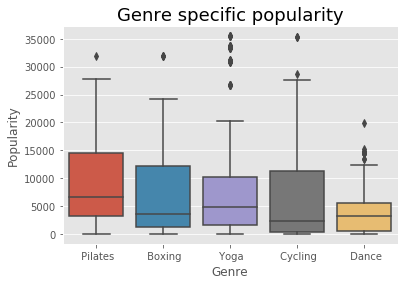 Genre specific popularity
35000
30000
25000
20000
15000
10000
5000
0
Popularity
Pilates Boxing Yoga Cycling Dance
Genre